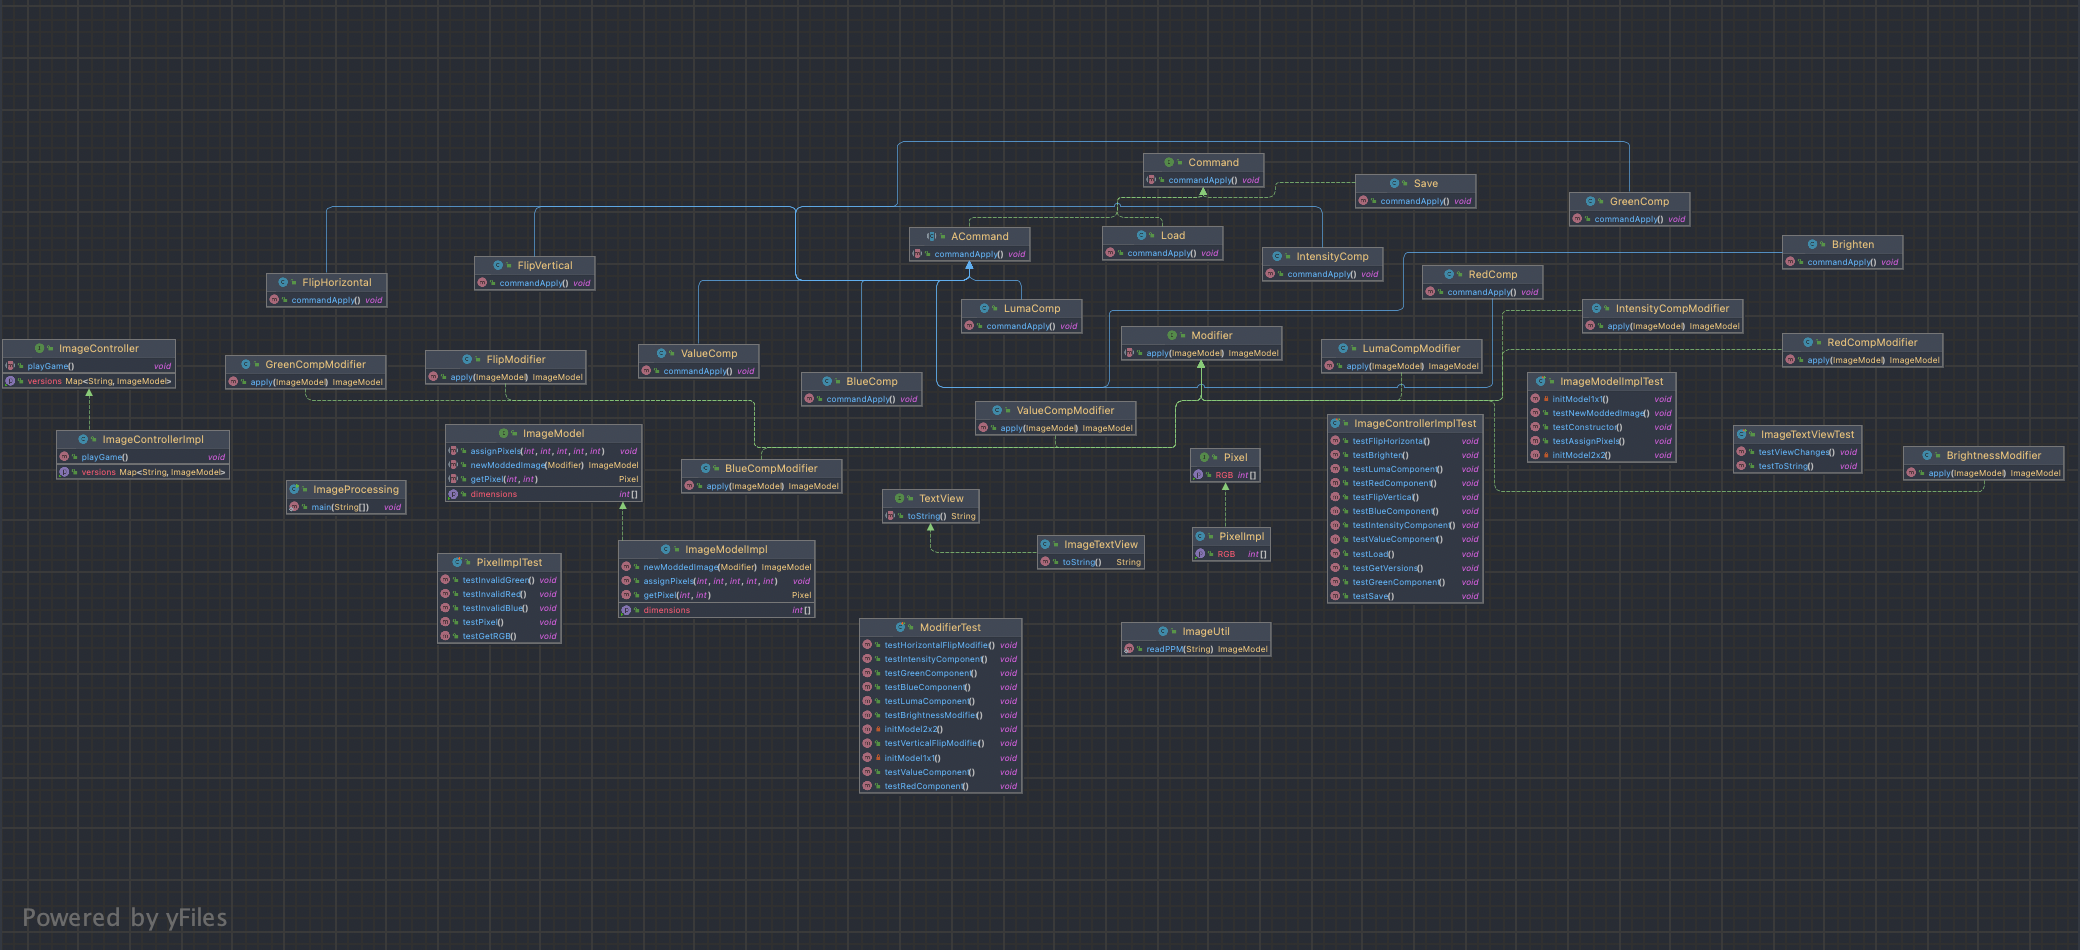 Command
commandApply() void
Save
commandApply() void
GreenComp
commandApply() void
ACommand
commandApply() void
Load
commandApply() void
IntensityComp
commandApply() void
Brighten
commandApply() void
FlipHorizontal
commandApply() void
FlipVertical
commandApply() void
RedComp
commandApply() void
LumaComp
commandApply() void
IntensityCompModifier
apply(ImageModel) ImageModel
ImageController
playGame() void
versions Map<String, ImageModel>
GreenCompModifier
apply(ImageModel) ImageModel
FlipModifier
apply(ImageModel) ImageModel
ValueComp
commandApply() void
BlueComp
commandApply() void
Modifier
apply(ImageModel) ImageModel
LumaCompModifier
apply(ImageModel) ImageModel
RedCompModifier
apply(ImageModel) ImageModel
ImageControllerImpl
playGame() void
versions Map<String, ImageModel>
ImageModel
assignPixels(int, int, int, int, int) void
newModdedImage(Modifier) ImageModel
getPixel(int, int) Pixel
dimensions int[]
BlueCompModifier
apply(ImageModel) ImageModel
ValueCompModifier
apply(ImageModel) ImageModel
Pixel
RGB int[]
ImageControllerImplTest
testFlipHorizontal() void
testBrighter() void
testLumaComponent() void
testRedComponent() void
testFlipVertical() void
testBlueComponent() void
testIntensityComponent() void
testValueComponent() void
testLoad() void
testGetVersions() void
testGreenComponent() void
testSave() void
ImageModelImplTest
initModel1x1() void
testNewModdedImage() void
testConstructor() void
testAssignPixels() void
initModel2x2() void
ImageTextViewTest
testViewChanges() void
testToString() void
BrightnessModifier
apply(ImageModel) ImageModel
ImageProcessing
main(String[]) void
TextView
toString() String
ImageTextView
toString() String
PixelImpl
RGB int[]
PixelImplTest
testInvalidGreen() void
testInvalidRed() void
testInvalidBlue() void
testPixel() void
testGetRGB() void
ImageModelImpl
newModdedImage(Modifier) ImageModel
assignPixels(int, int, int, int, int) void
getPixel(int, int) Pixel
dimensions int[]
ModifierTest
testHorizontalFlipModifier() void
testIntensityComponent() void
testGreenComponent() void
testBlueComponent() void
testLumaComponent() void
testBrightnessModifier() void
initModel2x2() void
testVerticalFlipModifier() void
initModel1x1() void
testValueComponent() void
testRedComponent() void
ImageUtil
readPPM(String) ImageModel
Powered by yFiles